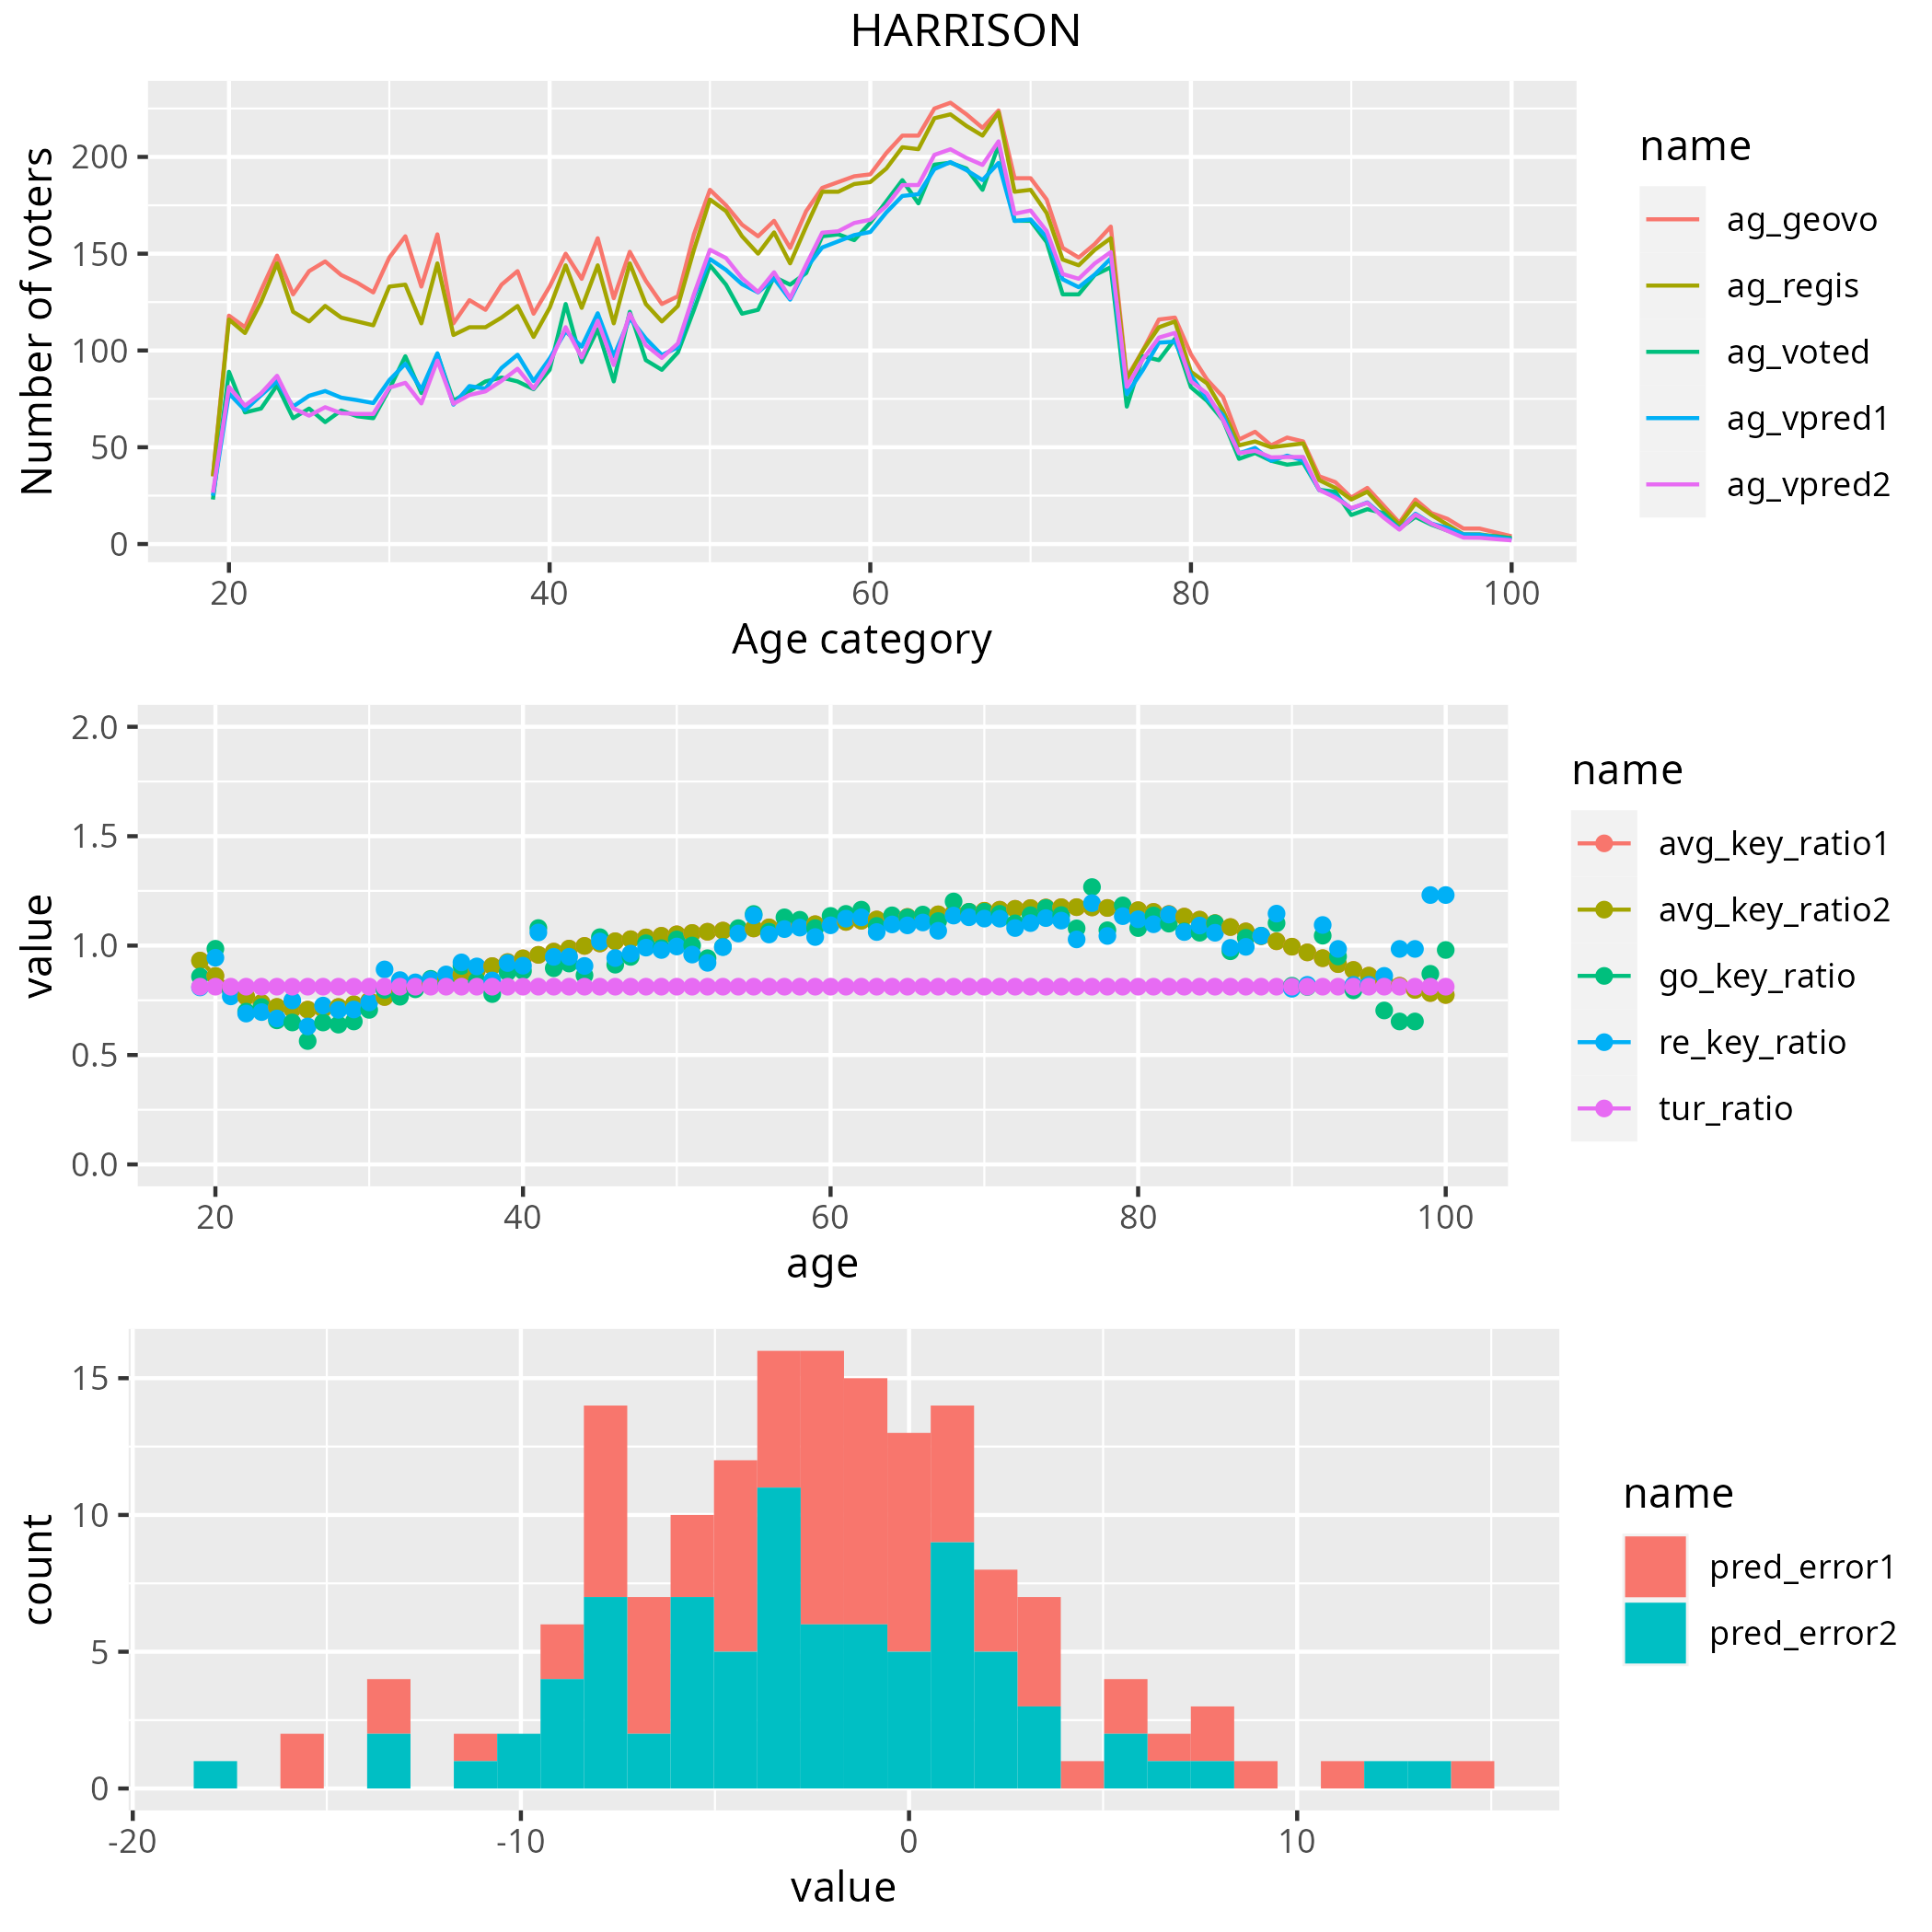 HARRISON
Number of voters
200
150
100
50
0
20 40 60 80 100
Age category
name
ag_geovo
ag_regis
ag_voted
ag_vpred1
ag_vpred2
value
2.0
1.5
1.0
0.5
0.0
20 40 60 80 100
age
name
avg_key_ratio1
avg_key_ratio2
go_key_ratio
re_key_ratio
tur_ratio
count
15
10
5
0
-20 -10 0 10
value
name
pred_error1
pred_error2